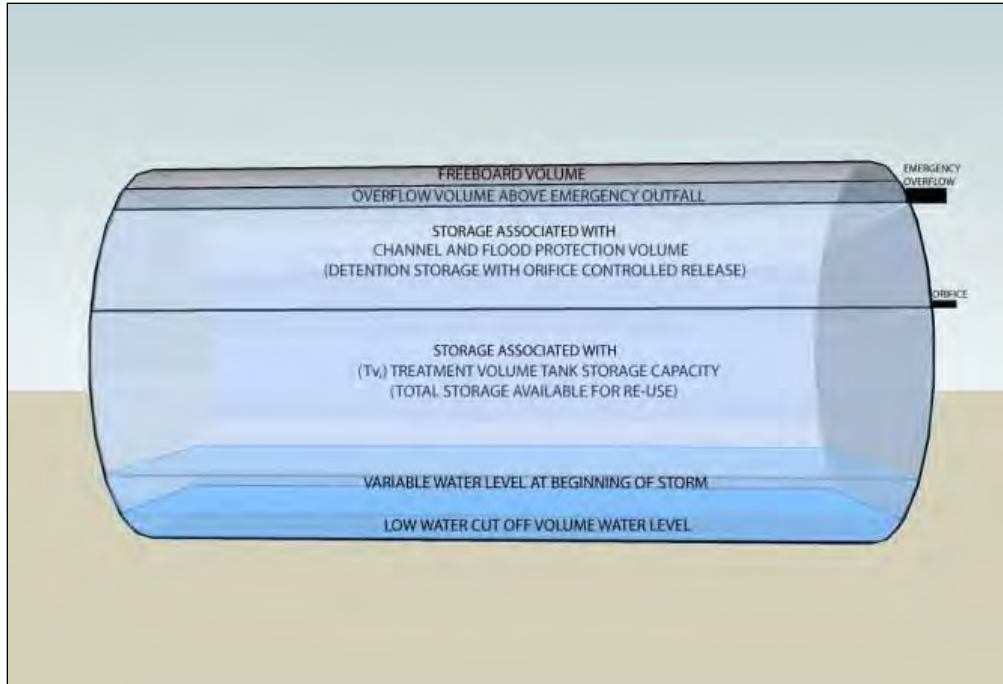 FREEBOARD VOLUME
EMERGENCY
OVERFLOW
OVERFLOW VOLUME ABOVE EMERGENCY OUTFALL
STORAGE ASSOCIATED WITH
CHANNEL AND FLOOD PROTECTION VOLUME
(DETENTION STORAGE WITH ORIFICE CONTROLLED RELEASE)
ORIFICE
STORAGE ASSOCIATED WITH
(Tv,) TREATMENT VOLUME TANK STORAGE CAPACITY
(TOTAL STORAGE AVAILABLE FOR RE-USE)
VARIABLE WATER LEVEL AT BEGINNING OF STORM
LOW WATER CUT OFF VOLUME WATER LEVEL